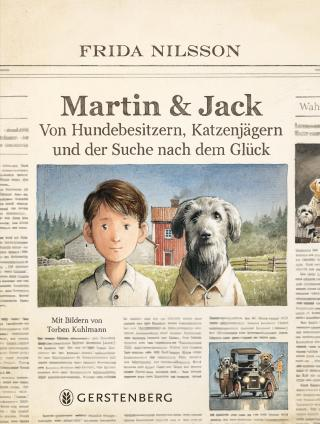 FRIDA NILSSON
Martin & Jack
Von Hundebesitzern, Katzenjägern
und der Suche nach dem Glück
Wah
Mit Bildern von
Torben Kuhlmann
GERSTENBERG